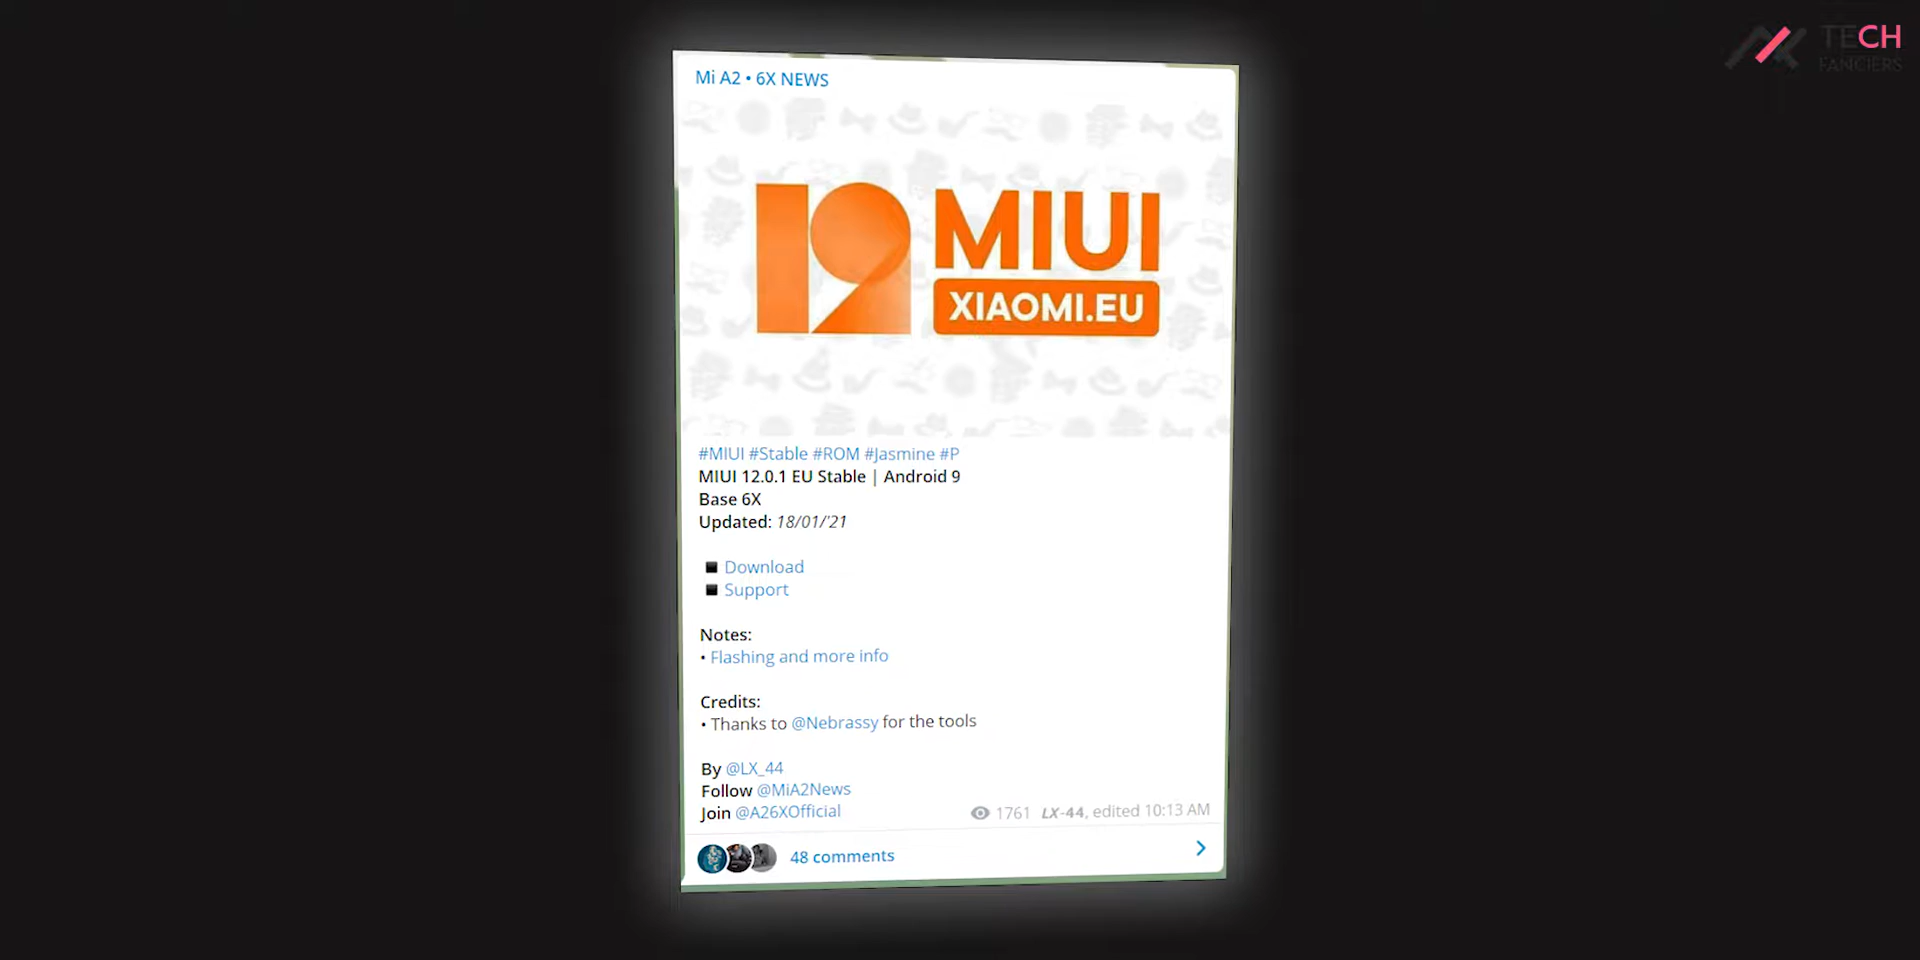 TECH
FANCIERS
Mi A2 • 6X NEWS
12 MIUI
XIAOMI.EU
#MIUI #Stable #ROM #Jasmine #P
MIUI 12.0.1 EU Stable | Android 9
Base 6X
Updated: 18/01/'21
Download
Support
Notes:
• Flashing and more info
Credits:
• Thanks to @Nebrassy for the tools
By @LX_44
Follow @MiA2News
Join @A26XOfficial
1761 LX-44, edited 10:13 AM
48 comments